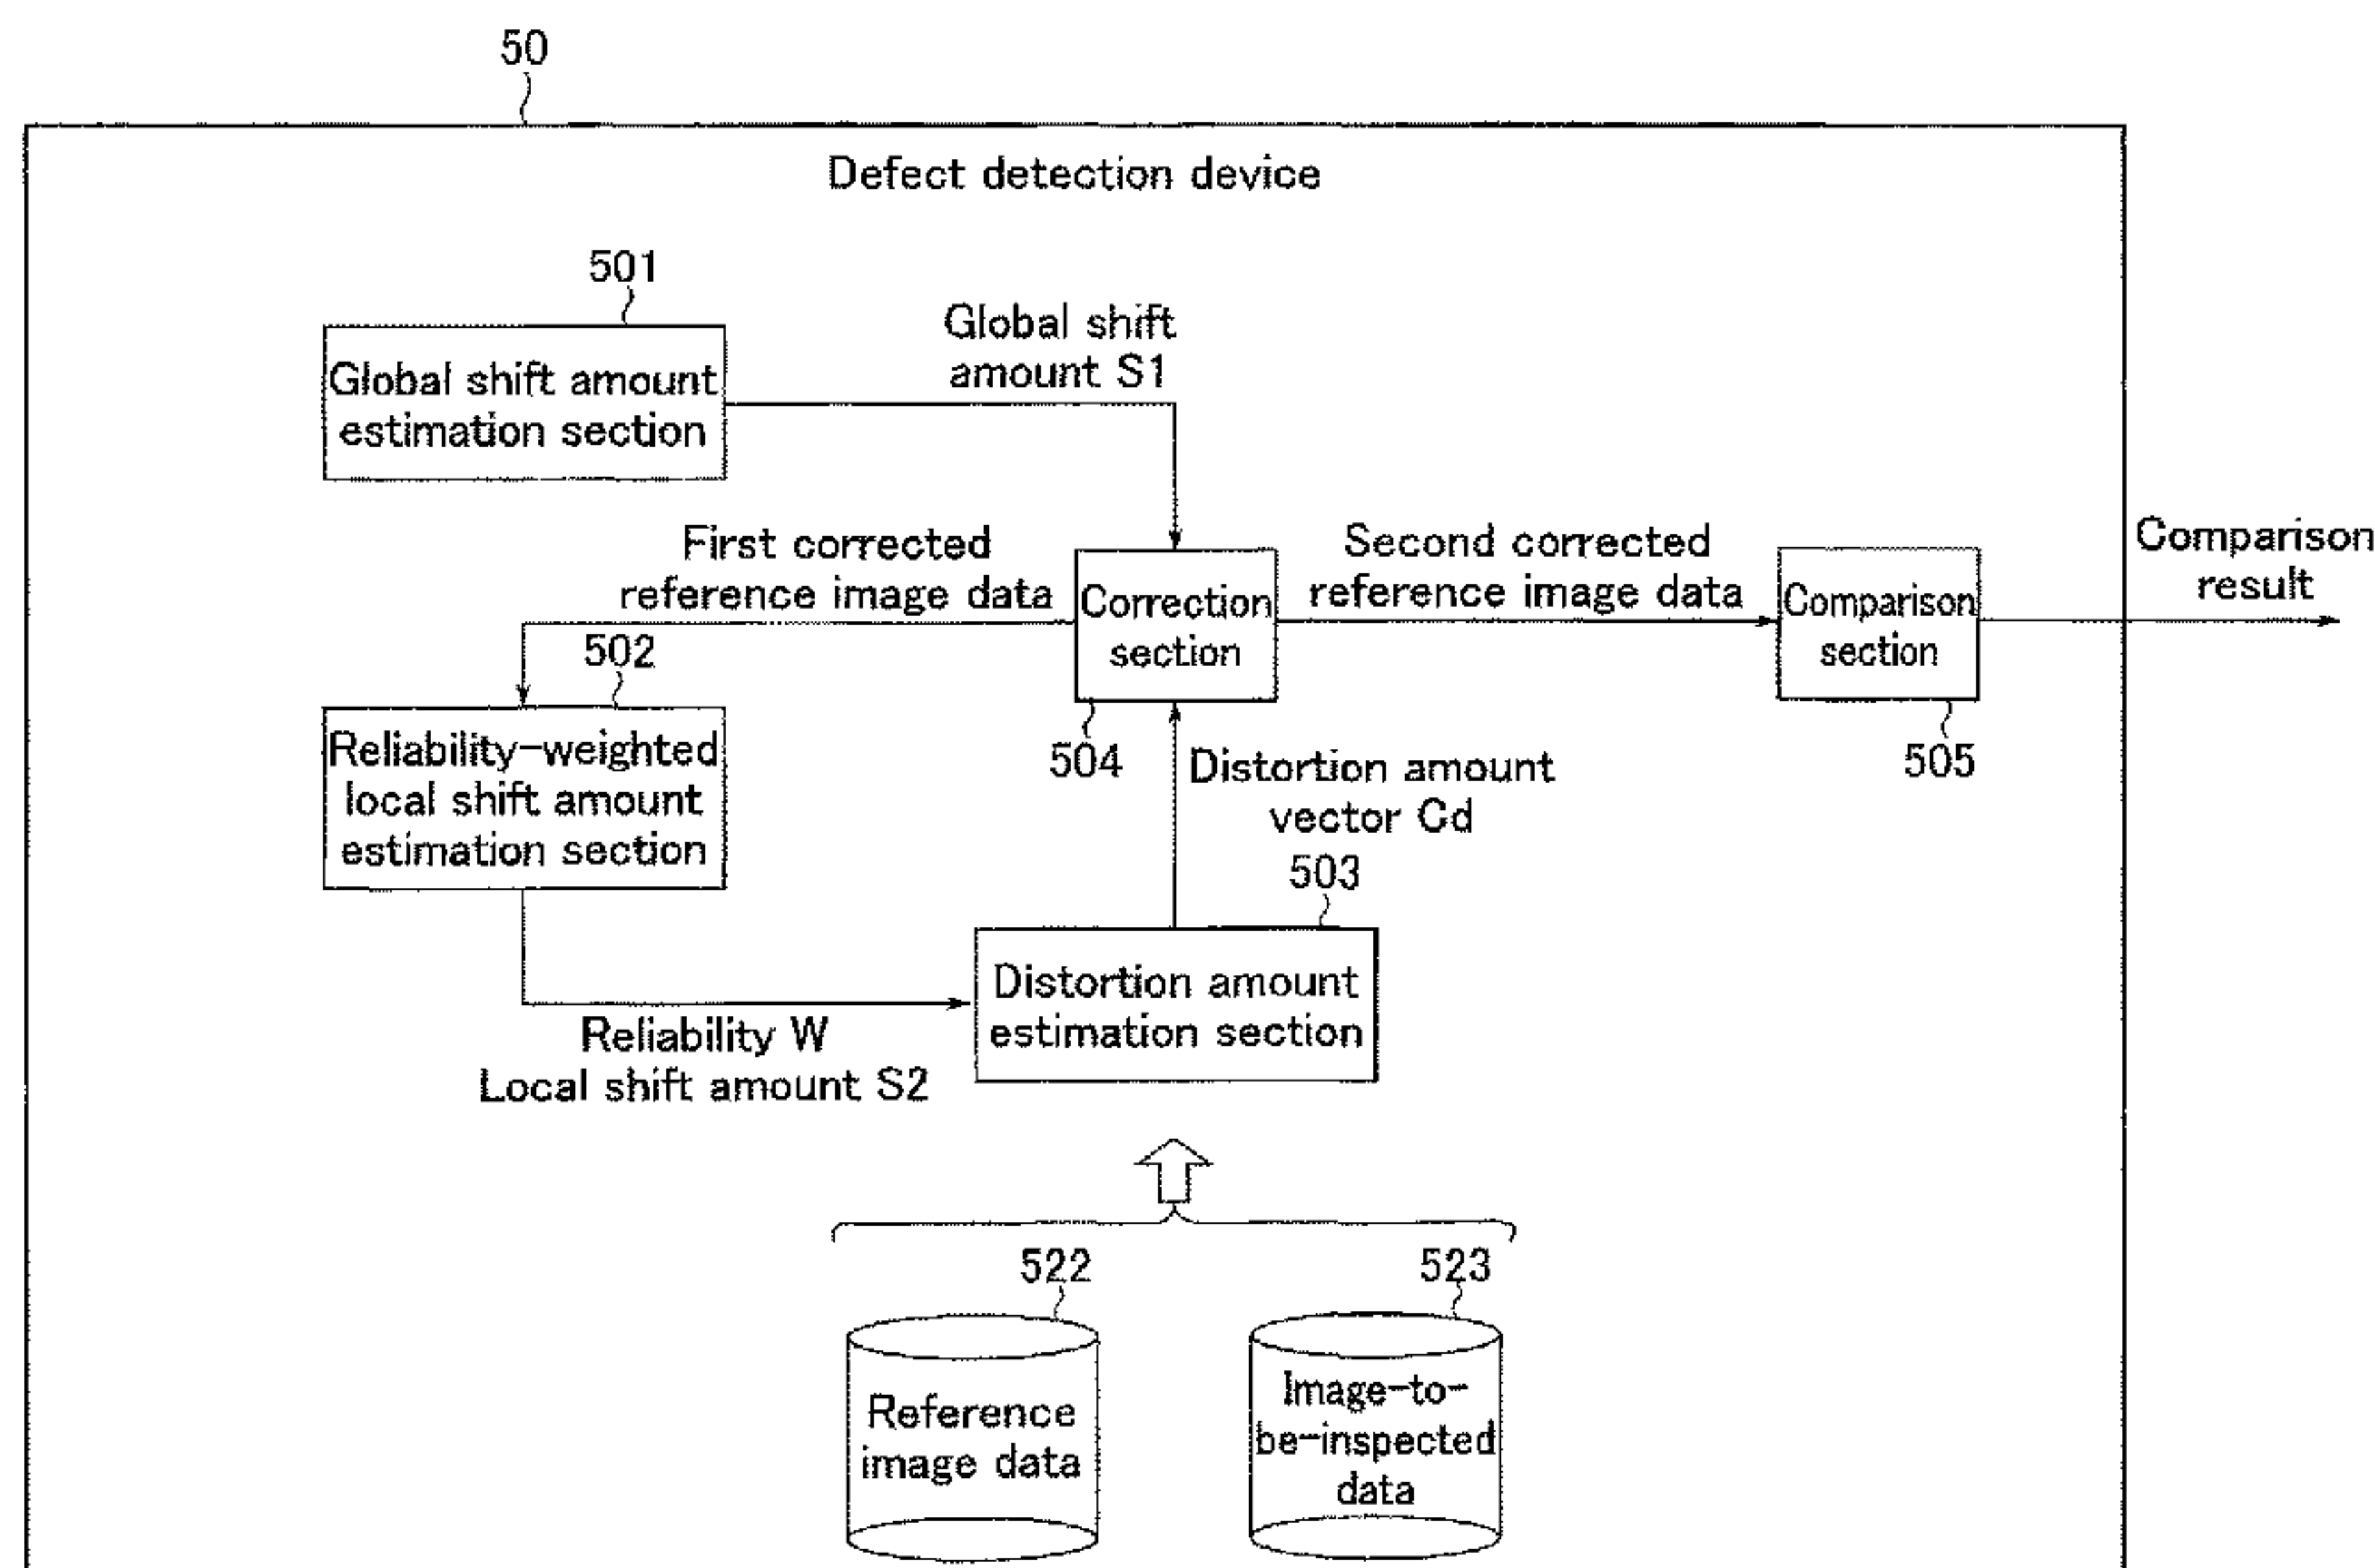 50
Defect detection device
501
Global shift amount
estimation section
Global shift
amount S1
First corrected
reference image data
Correction
section
504
Second corrected
reference image data
Comparison
section
505
Comparison
result
502
Reliability-weighted
local shift amount
estimation section
Distortion amount
vector Cd
503
Distortion amount
estimation section
Reliability W
Local shift amount S2
522
Reference
image data
523
Image-to-
be-inspected
data